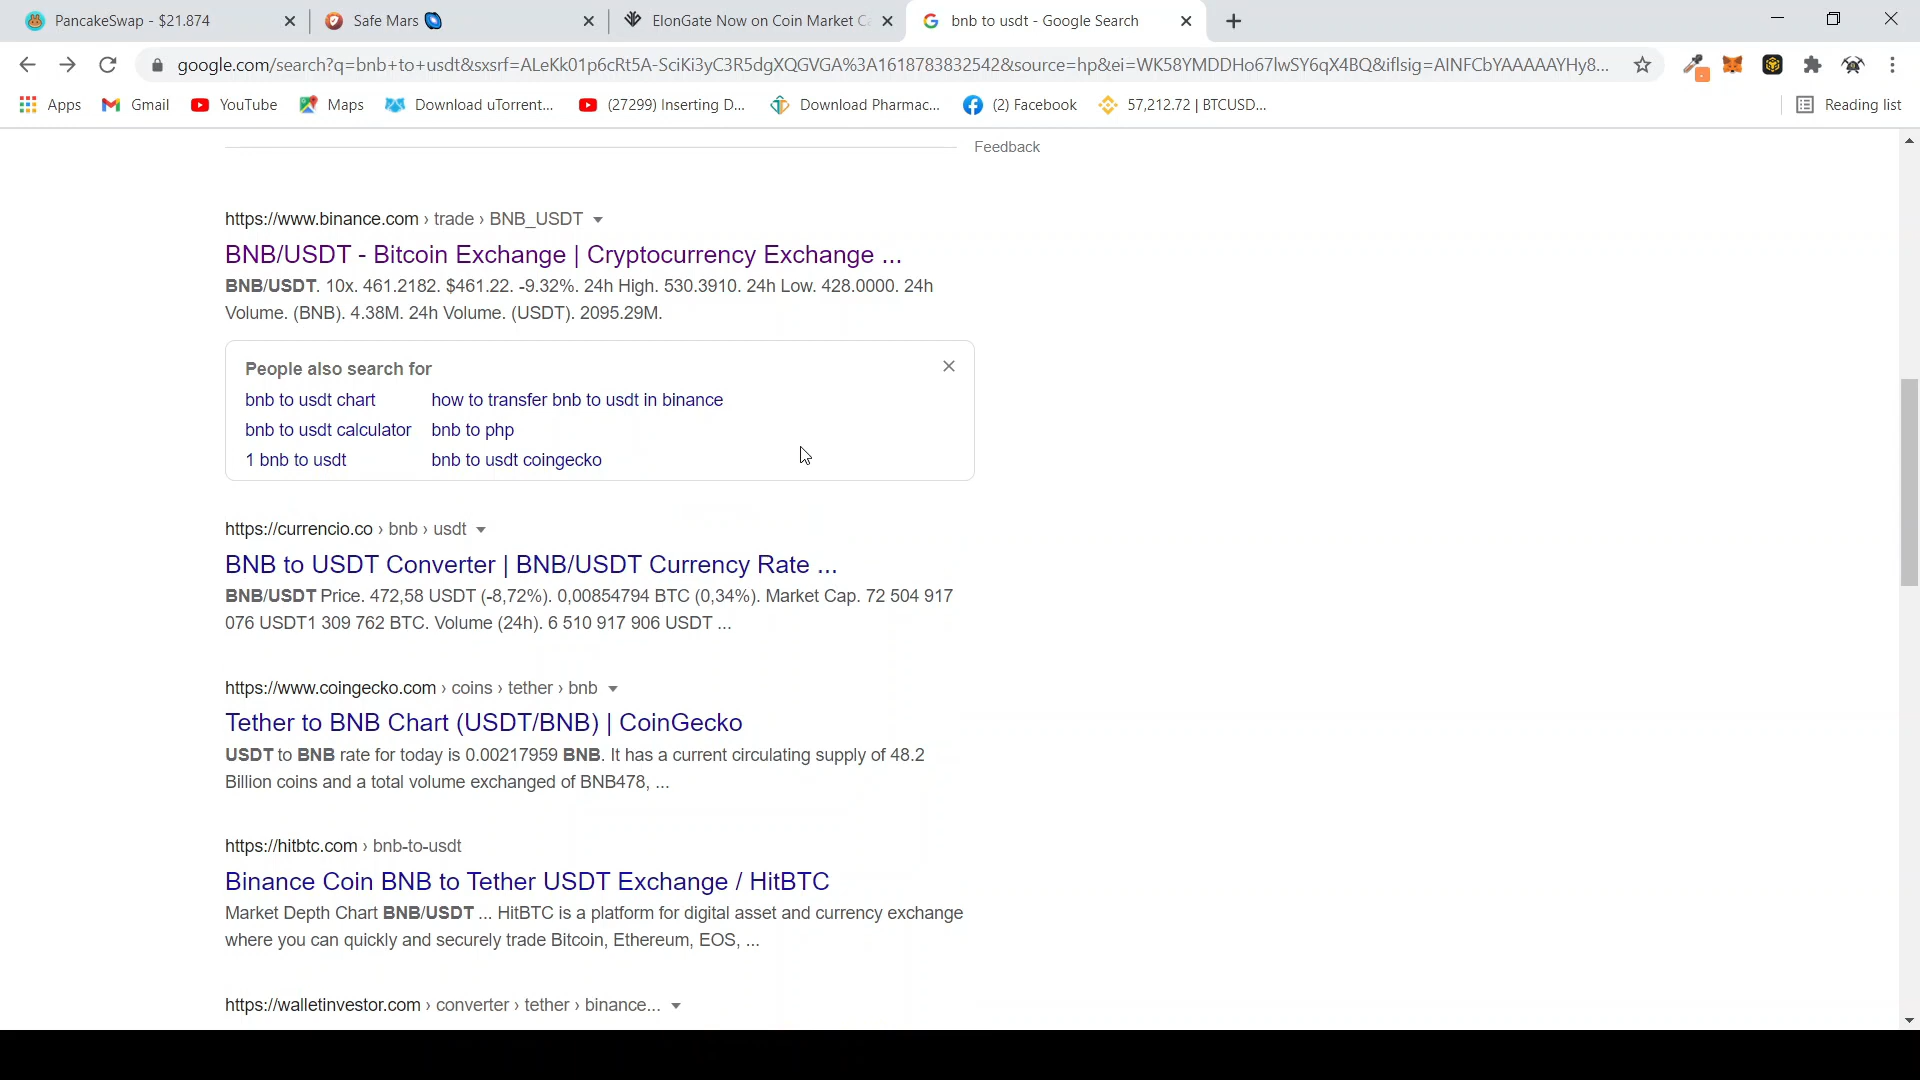 PancakeSwap - $21.874
Safe Mars
ElonGate Now on Coin Market C
bnb to usdt - Google Search
google.com/search?q=bnb+to+usdt&sxsrf=ALeKk01p6cRt5A-SciKi3yC3R5dgXQGVGA%3A1618783832542&source=hp&ei=WK58YMDDHo67lwSY6qX4BQ&iflsig=AINFCbYAAAAAYHy8...
Apps
Gmail
YouTube
Maps
Download uTorrent...
(27299) Inserting D...
Download Pharmac...
(2) Facebook
57,212.72 | BTCUSD...
Reading list
Feedback
https://www.binance.com › trade › BNB_USDT
BNB/USDT - Bitcoin Exchange | Cryptocurrency Exchange ...
BNB/USDT. 10x. 461.2182. $461.22. -9.32%. 24h High. 530.3910. 24h Low. 428.0000. 24h
Volume. (BNB). 4.38M. 24h Volume. (USDT). 2095.29M.
People also search for
bnb to usdt chart how to transfer bnb to usdt in binance
bnb to usdt calculator bnb to php
1 bnb to usdt bnb to usdt coingecko
https://currencio.co › bnb › usdt
BNB to USDT Converter | BNB/USDT Currency Rate ...
BNB/USDT Price. 472,58 USDT (-8,72%). 0,00854794 BTC (0,34%). Market Cap. 72 504 917
076 USDT1 309 762 BTC. Volume (24h). 6 510 917 906 USDT ...
https://www.coingecko.com › coins › tether › bnb
Tether to BNB Chart (USDT/BNB) | CoinGecko
USDT to BNB rate for today is 0.00217959 BNB. It has a current circulating supply of 48.2
Billion coins and a total volume exchanged of BNB478, ...
https://hitbtc.com › bnb-to-usdt
Binance Coin BNB to Tether USDT Exchange / HitBTC
Market Depth Chart BNB/USDT ... HitBTC is a platform for digital asset and currency exchange
where you can quickly and securely trade Bitcoin, Ethereum, EOS, ...
https://walletinvestor.com › converter › tether › binance...